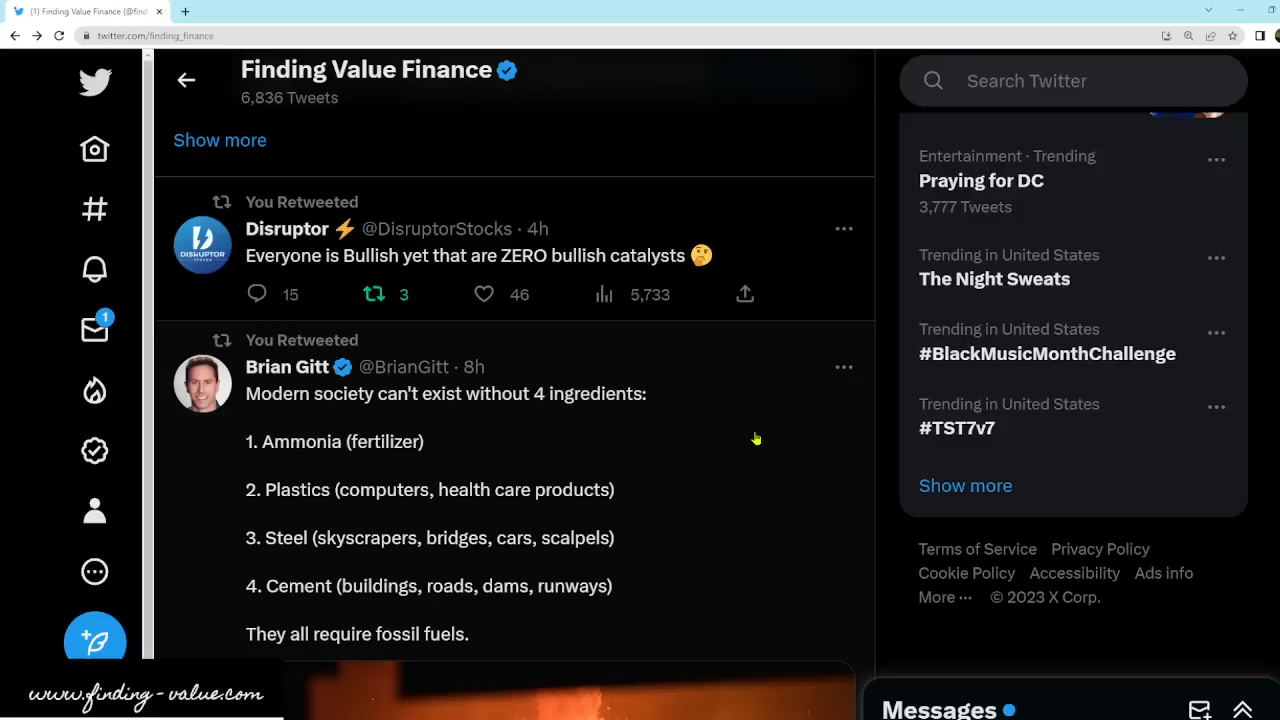 (1) Finding Value Finance (@find
twitter.com/finding_finance
Finding Value Finance
6,836 Tweets
Show more
You Retweeted
Disruptor ⚡ @DisruptorStocks · 4h
Everyone is Bullish yet that are ZERO bullish catalysts 🤔
15 3 46 5,733
DISRUPTOR
STOCKS
You Retweeted
Brian Gitt @BrianGitt · 8h
Modern society can't exist without 4 ingredients:
1. Ammonia (fertilizer)
2. Plastics (computers, health care products)
3. Steel (skyscrapers, bridges, cars, scalpels)
4. Cement (buildings, roads, dams, runways)
They all require fossil fuels.
1
www.finding-value.com
Search Twitter
Entertainment · Trending
Praying for DC
3,777 Tweets
Trending in United States
The Night Sweats
Trending in United States
#BlackMusicMonthChallenge
Trending in United States
#TST7v7
Show more
Terms of Service Privacy Policy
Cookie Policy Accessibility Ads info
More ··· © 2023 X Corp.
Messages